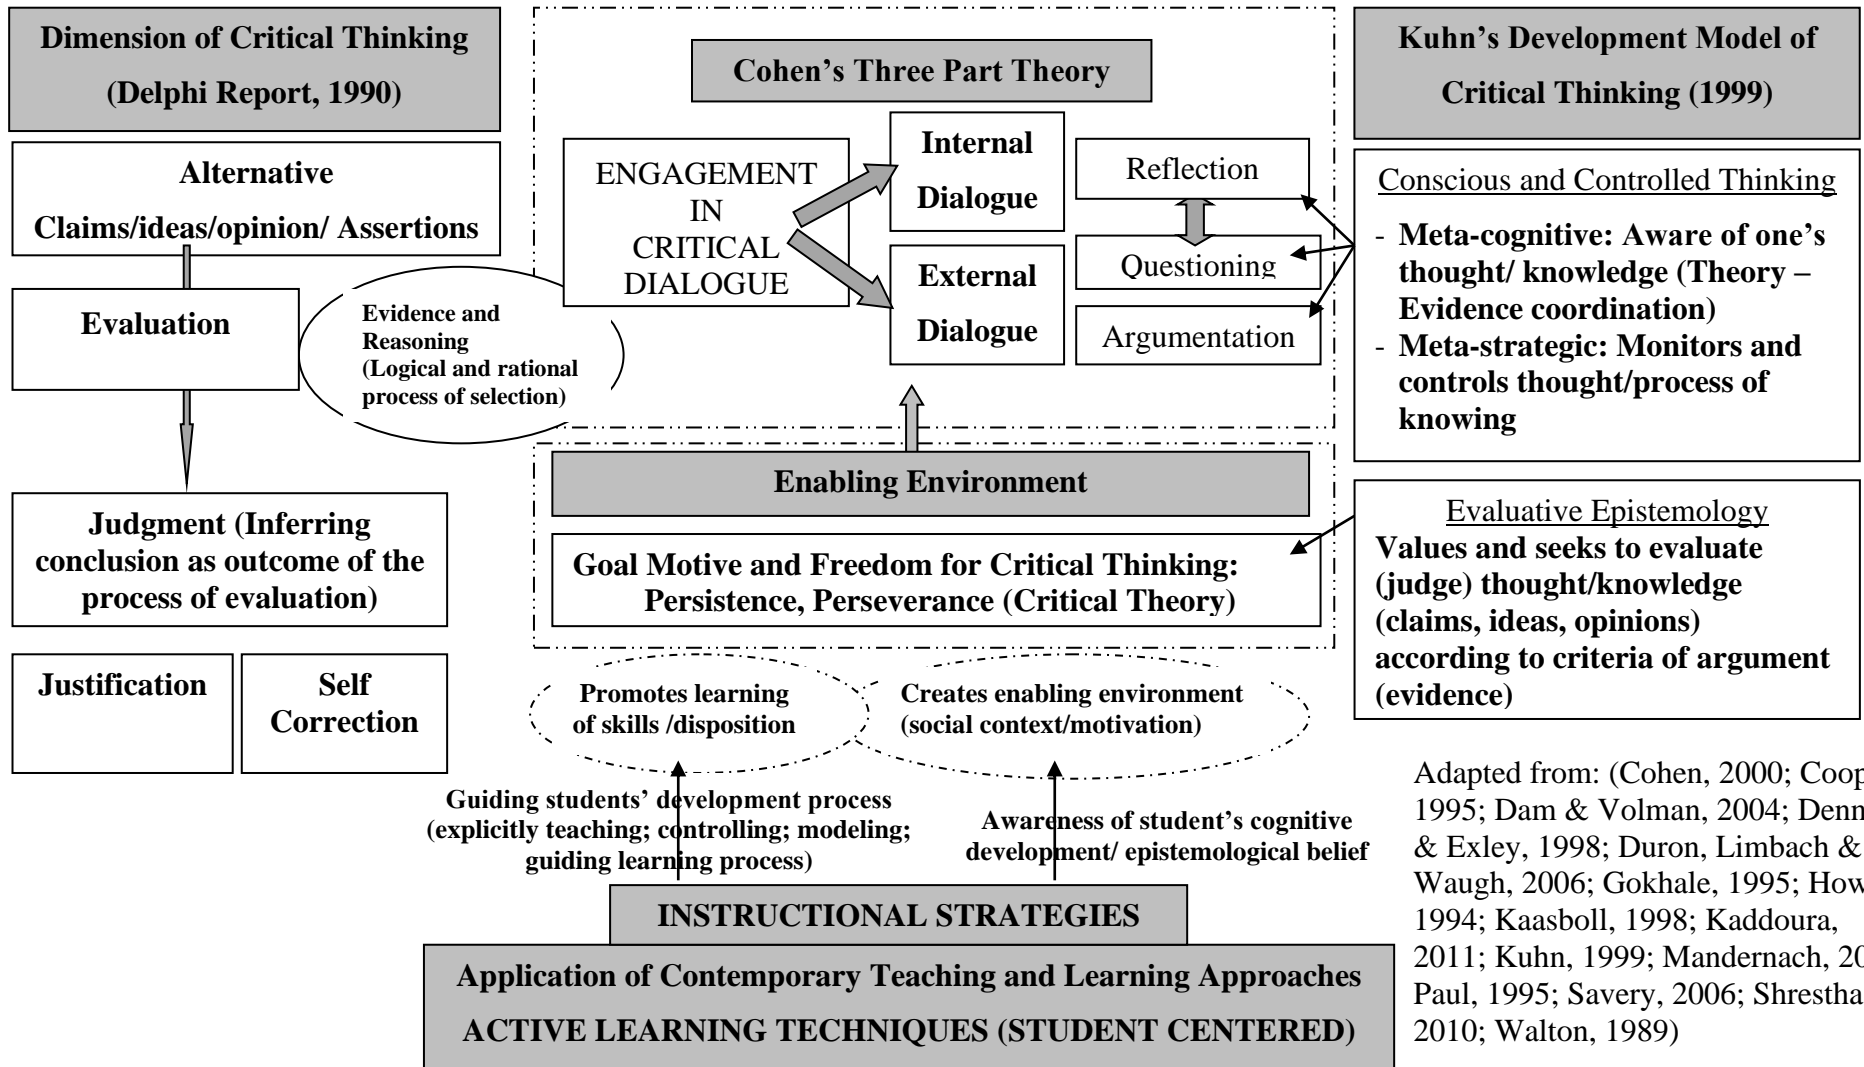 Dimension of Critical Thinking
(Delphi Report, 1990)
Alternative
Claims/ideas/opinion/ Assertions
Evaluation
Evidence and
Reasoning
(Logical and rational
process of selection)
Judgment (Inferring
conclusion as outcome of the
process of evaluation)
Justification
Self
Correction
Cohen’s Three Part Theory
ENGAGEMENT
IN
CRITICAL
DIALOGUE
Internal
Dialogue
External
Dialogue
Reflection
Questioning
Argumentation
Enabling Environment
Goal Motive and Freedom for Critical Thinking:
Persistence, Perseverance (Critical Theory)
Promotes learning
of skills /disposition
Creates enabling environment
(social context/motivation)
Guiding students’ development process
(explicitly teaching; controlling; modeling;
guiding learning process)
Awareness of student’s cognitive
development/ epistemological belief
INSTRUCTIONAL STRATEGIES
Application of Contemporary Teaching and Learning Approaches
ACTIVE LEARNING TECHNIQUES (STUDENT CENTERED)
Kuhn’s Development Model of
Critical Thinking (1999)
Conscious and Controlled Thinking
- Meta-cognitive: Aware of one’s
thought/ knowledge (Theory –
Evidence coordination)
- Meta-strategic: Monitors and
controls thought/process of
knowing
Evaluative Epistemology
Values and seeks to evaluate
(judge) thought/knowledge
(claims, ideas, opinions)
according to criteria of argument
(evidence)
Adapted from: (Cohen, 2000;
1995; Dam & Volman, 2004;
& Exley, 1998; Duron, Limbach &
Waugh, 2006; Gokhale, 1995;
1994; Kaasboll, 1998; Kaddoura,
2011; Kuhn, 1999; Mandernach,
Paul, 1995; Savery, 2006; Shrestha
2010; Walton, 1989)